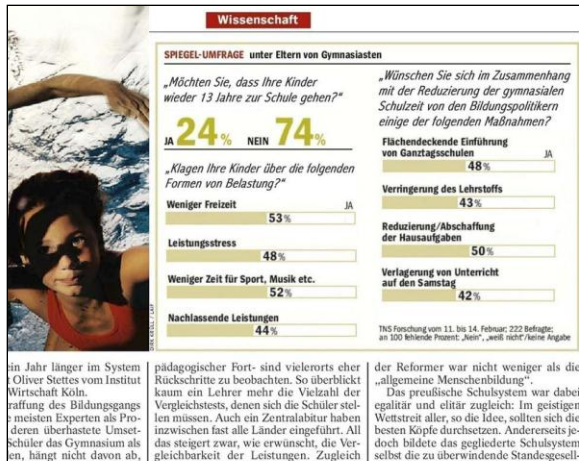 Wissenschaft
SPIEGEL-UMFRAGE unter Eltern von Gymnasiasten
„Möchten Sie, dass Ihre Kinder
wieder 13 Jahre zur Schule gehen?“
JA 24% NEIN 74%
„Klagen Ihre Kinder über die folgenden
Formen von Belastung?“
Weniger Freizeit JA
53%
Leistungsstress
48%
Weniger Zeit für Sport, Musik etc.
52%
Nachlassende Leistungen
44%
„Wünschen Sie sich im Zusammenhang
mit der Reduzierung der gymnasialen
Schulzeit von den Bildungspolitikern
einige der folgenden Maßnahmen?“
Flächendeckende Einführung
von Ganztagsschulen JA
48%
Verringerung des Lehrstoffs
43%
Reduzierung/Abschaffung
der Hausaufgaben
50%
Verlagerung von Unterricht
auf den Samstag
42%
TNS Forschung vom 11. bis 14. Februar; 222 Befragte;
an 100 fehlende Prozent: „Nein“, „weiß nicht“/keine Angabe
ein Jahr länger im System
Oliver Stettes vom Institut
Wirtschaft Köln.
raffung des Bildungsgangs
e meisten Experten als Pro-
deren überhastete Umset-
Schüler das Gymnasium als
en, hängt nicht davon ab,
pädagogischer Fort- sind vielerorts eher
Rückschritte zu beobachten. So überblickt
kaum ein Lehrer mehr die Vielzahl der
Vergleichstests, denen sich die Schüler stel-
len müssen. Auch ein Zentralabitur haben
inzwischen fast alle Länder eingeführt. All
das steigert zwar, wie erwünscht, die Ver-
gleichbarkeit der Leistungen. Zugleich
der Reformer war nicht weniger als die
„allgemeine Menschenbildung“.
Das preußische Schulsystem war dabei
egalitär und elitär zugleich: Im geistigen
Wettstreit aller, so die Idee, sollten sich die
besten Köpfe durchsetzen. Andererseits je-
doch bildete das gegliederte Schulsystem
selbst die zu überwindende Standesgesell-